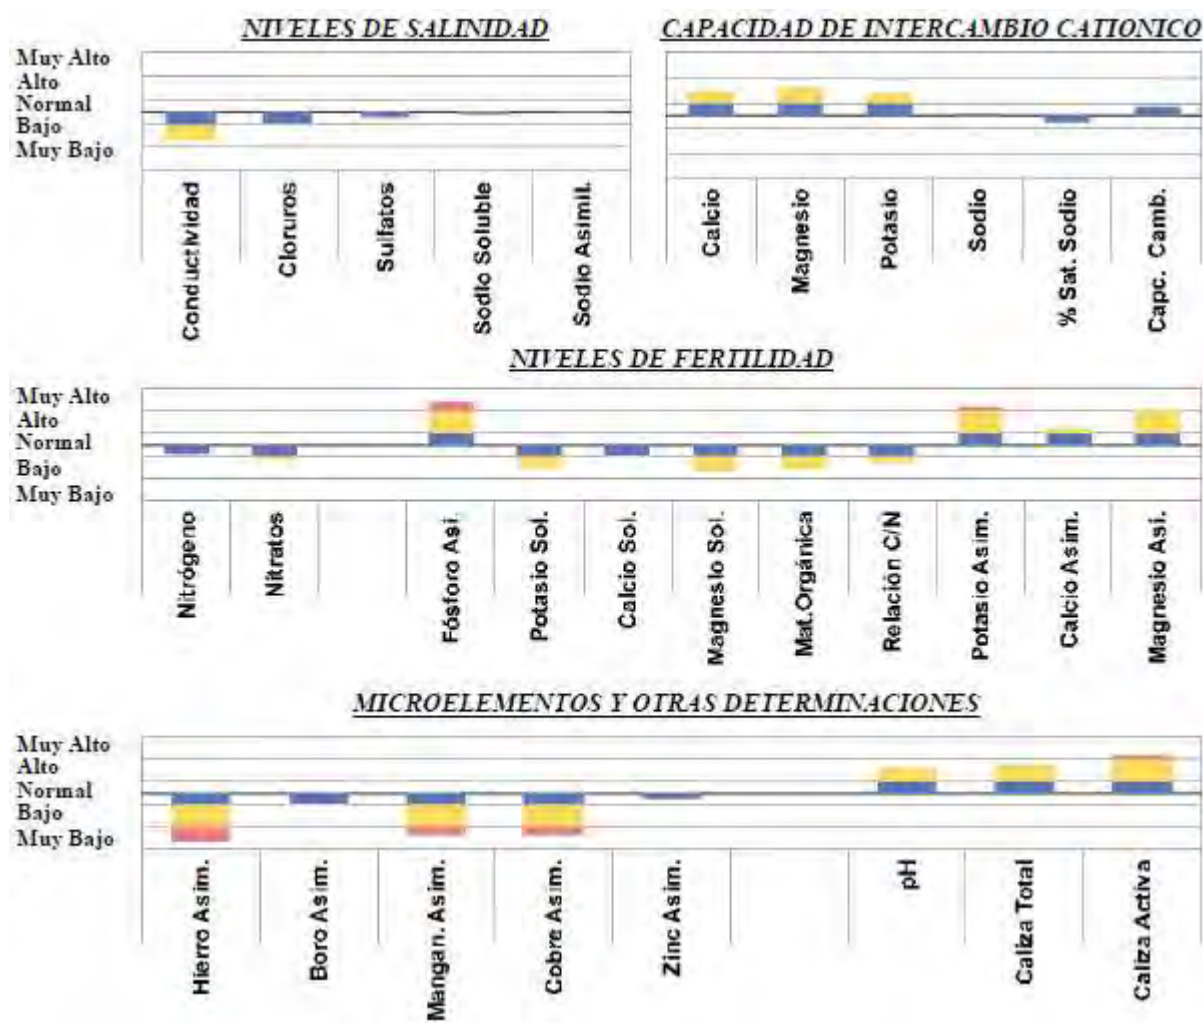 NIVELES DE SALINIDAD
CAPACIDAD DE INTERCAMBIO CATIONICO
Muy Alto
Alto
Normal
Bajo
Muy Bajo
Conductividad
Cloruros
Sulfatos
Sodio Soluble
Sodio Asimil.
Calcio
Magnesio
Potasio
Sodio
% Sat. Sodio
Capc. Camb.
NIVELES DE FERTILIDAD
Muy Alto
Alto
Normal
Bajo
Muy Bajo
Nitrógeno
Nitratos
Fósforo Asi.
Potasio Sol.
Calcio Sol.
Magnesio Sol.
Mat.Orgánica
Relación C/N
Potasio Asim.
Calcio Asim.
Magnesio Asi.
MICROELEMENTOS Y OTRAS DETERMINACIONES
Muy Alto
Alto
Normal
Bajo
Muy Bajo
Hierro Asim.
Boro Asim.
Mangan. Asim.
Cobre Asim.
Zinc Asim.
pH
Caliza Total
Caliza Activa